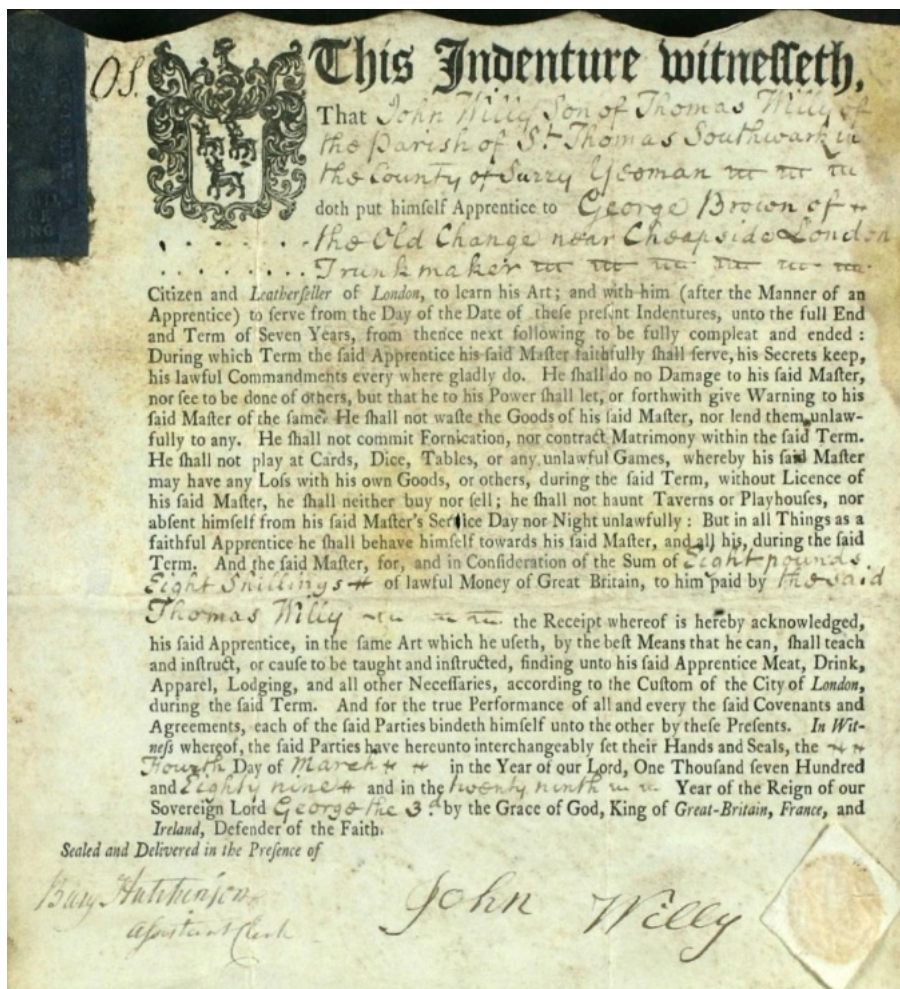 O.S.
This Indenture witneſſeth,
That John Willy Son of Thomas Willy of
the Pariſh of St. Thomas Southwark in
the County of Surry Yeoman
doth put himſelf Apprentice to George Brown of
the Old Change near Cheapside London
Trunkmaker
Citizen and Leatherſeller of London, to learn his Art; and with him (after the Manner of an
Apprentice) to ſerve from the Day of the Date of theſe preſent Indentures, unto the full End
and Term of Seven Years, from thence next following to be fully compleat and ended :
During which Term the ſaid Apprentice his ſaid Maſter faithfully ſhall ſerve, his Secrets keep,
his lawful Commandments every where gladly do. He ſhall do no Damage to his ſaid Maſter,
nor ſee to be done of others, but that he to his Power ſhall let, or forthwith give Warning to his
ſaid Maſter of the ſame. He ſhall not waſte the Goods of his ſaid Maſter, nor lend them unlaw-
fully to any. He ſhall not commit Fornication, nor contract Matrimony within the ſaid Term.
He ſhall not play at Cards, Dice, Tables, or any unlawful Games, whereby his ſaid Maſter
may have any Loſs with his own Goods, or others, during the ſaid Term, without Licence of
his ſaid Maſter, he ſhall neither buy nor ſell; he ſhall not haunt Taverns or Playhouſes, nor
abſent himſelf from his ſaid Maſter's Service Day nor Night unlawfully : But in all Things as a
faithful Apprentice he ſhall behave himſelf towards his ſaid Maſter, and all his, during the ſaid
Term. And the ſaid Maſter, for, and in Conſideration of the Sum of Eight pounds
Eight Shillings of lawful Money of Great Britain, to him paid by the said
Thomas Willy the Receipt whereof is hereby acknowledged,
his ſaid Apprentice, in the ſame Art which he uſeth, by the beſt Means that he can, ſhall teach
and inſtruct, or cauſe to be taught and inſtructed, finding unto his ſaid Apprentice Meat, Drink,
Apparel, Lodging, and all other Neceſſaries, according to the Cuſtom of the City of London,
during the ſaid Term. And for the true Performance of all and every the ſaid Covenants and
Agreements, each of the ſaid Parties bindeth himſelf unto the other by theſe Preſents. In Wit-
neſs whereof, the ſaid Parties have hereunto interchangeably ſet their Hands and Seals, the
Fourth Day of March in the Year of our Lord, One Thouſand ſeven Hundred
and Eighty nine and in the twenty ninth Year of the Reign of our
Sovereign Lord George the 3d by the Grace of God, King of Great-Britain, France, and
Ireland, Defender of the Faith.
Sealed and Delivered in the Preſence of
Hutchinson
Aſsistant Clerk
John Willy